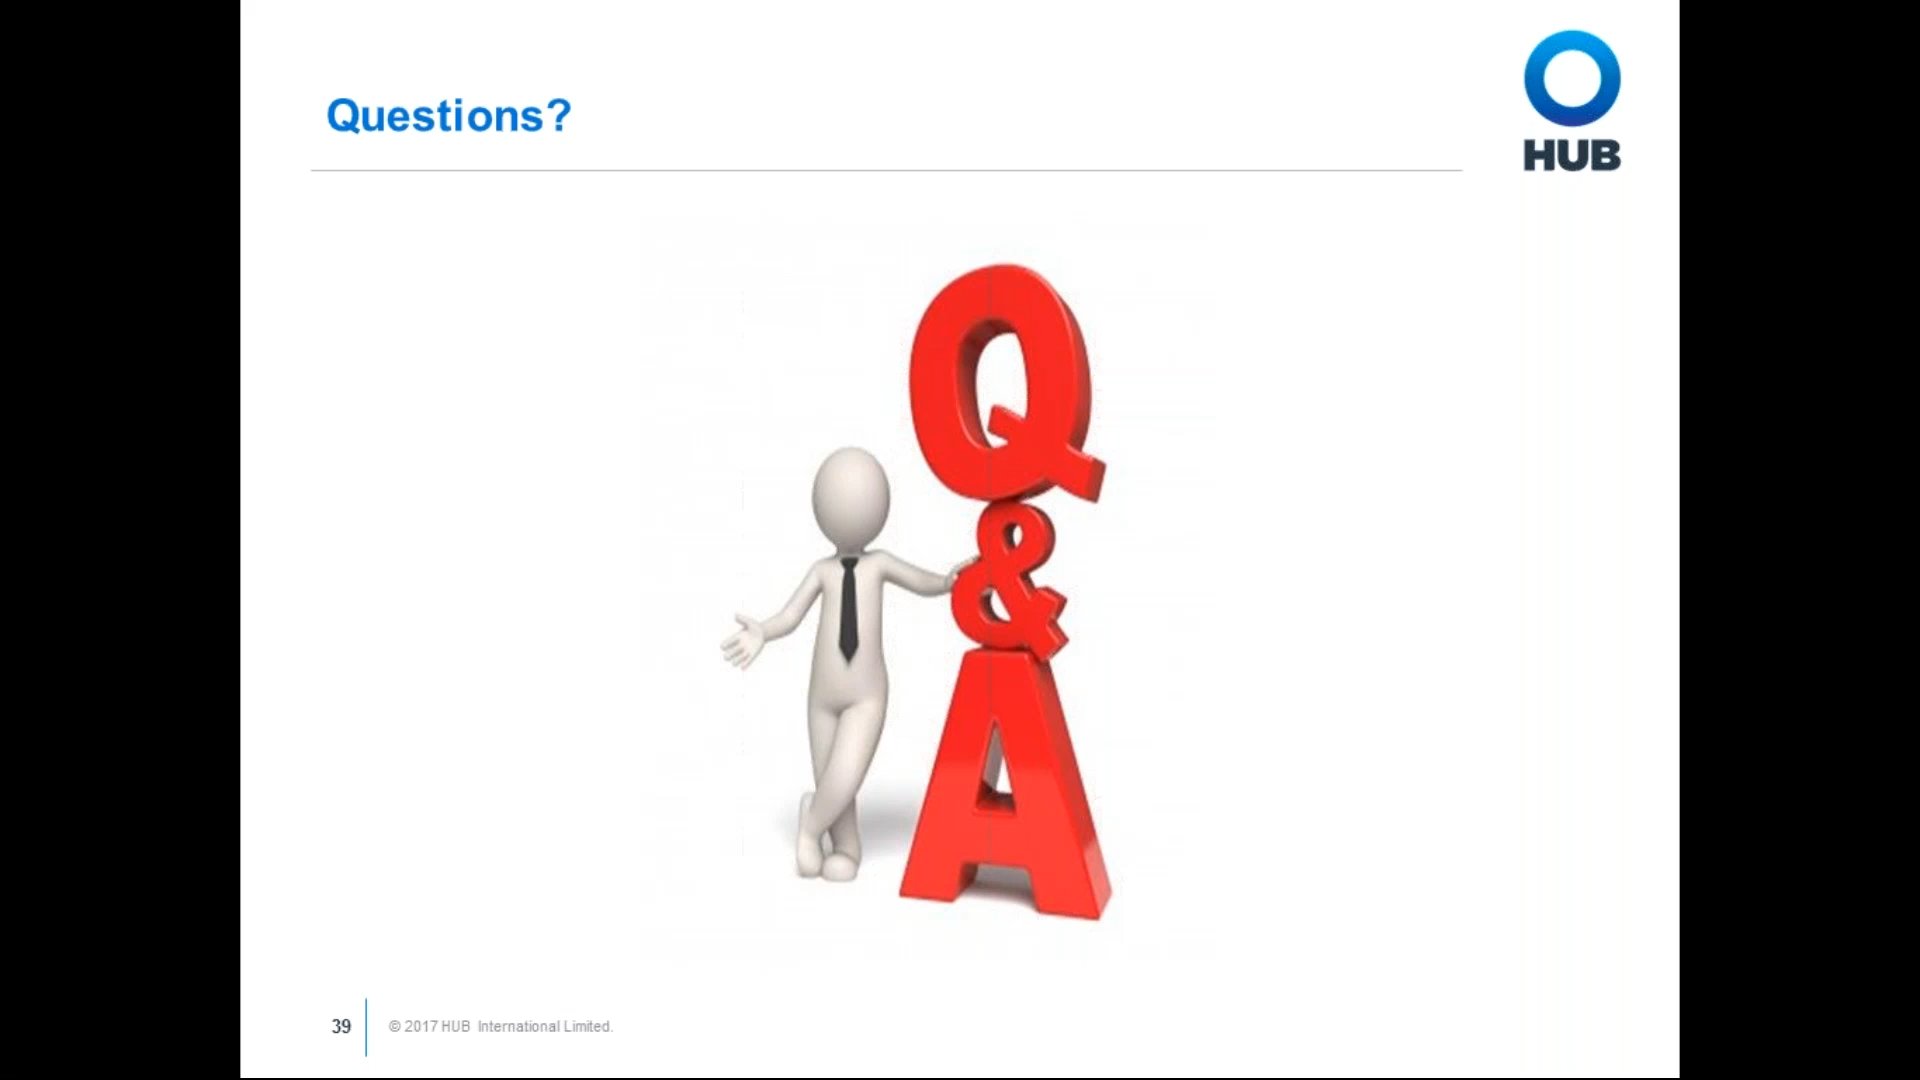 Questions?
HUB
Q
&
A
39
© 2017 HUB International Limited.